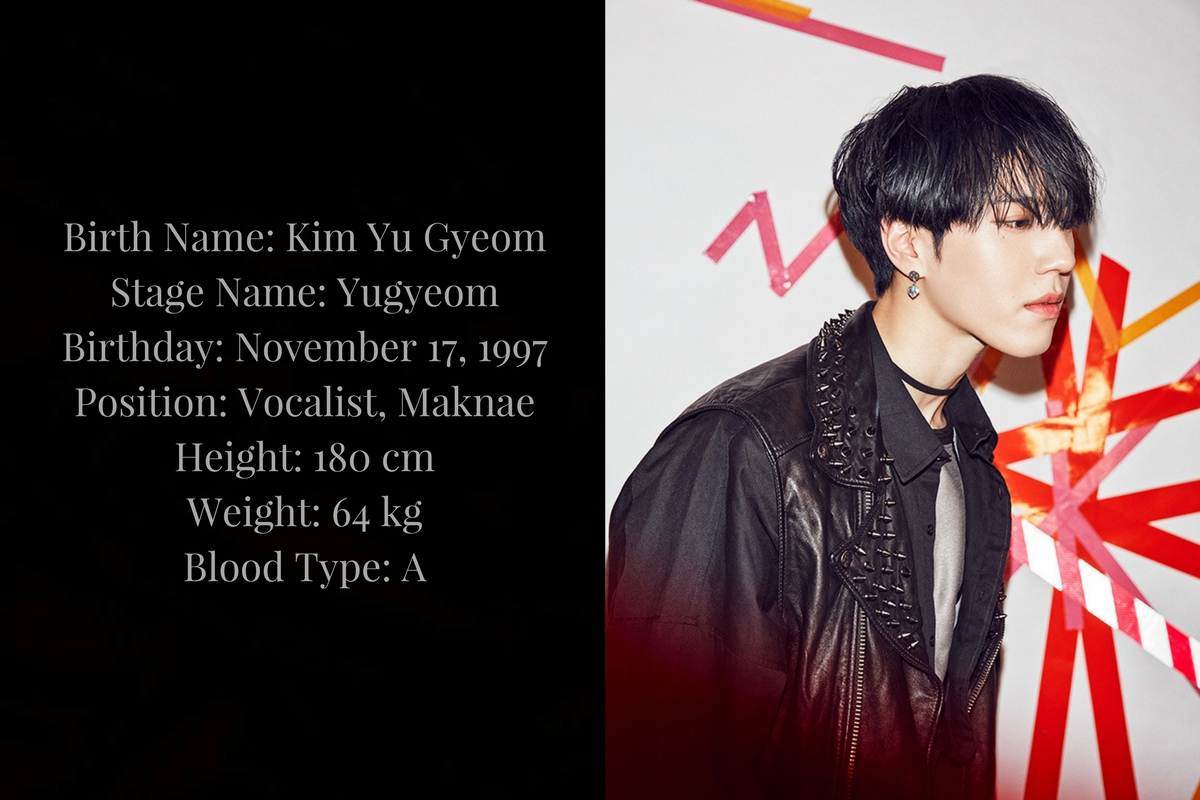 Birth Name: Kim Yu Gyeom
Stage Name: Yugyeom
Birthday: November 17, 1997
Position: Vocalist, Maknae
Height: 180 cm
Weight: 64 kg
Blood Type: A